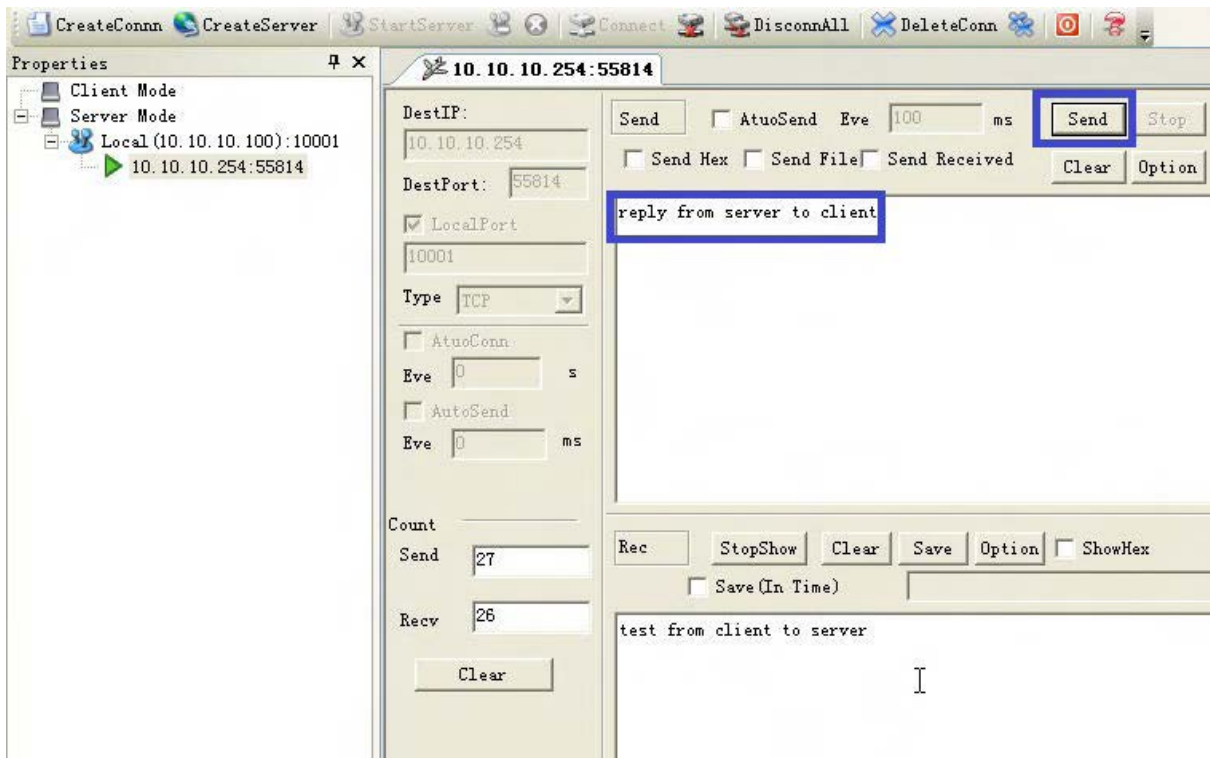 CreateConnn CreateServer StartServer Connect DisconnAll DeleteConn
Properties
Client Mode
Server Mode
Local(10.10.10.100):10001
10.10.10.254:55814
10.10.10.254:55814
DestIP:
10.10.10.254
DestPort: 55814
LocalPort
10001
Type TCP
AtuoConn
Eve 0 s
AutoSend
Eve 0 ms
Count
Send 27
Recv 26
Clear
Send AtuoSend Eve 100 ms Send Stop
Send Hex Send File Send Received Clear Option
reply from server to client
Rec StopShow Clear Save Option ShowHex
Save(In Time)
test from client to server